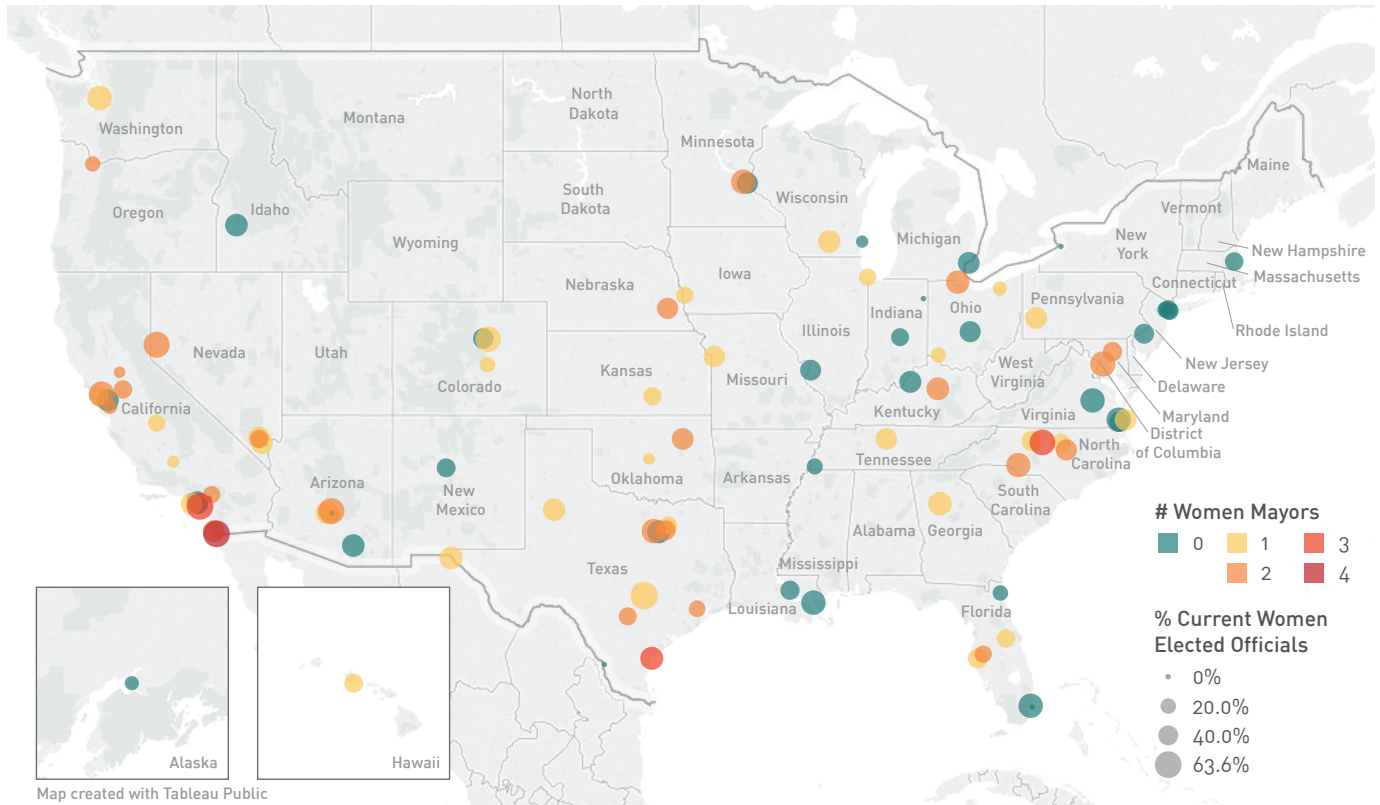 North
Dakota
Montana
Washington
Minnesota
Maine
South
Dakota
Wisconsin
Oregon
Idaho
Vermont
Wyoming
Michigan
New
York
New Hampshire
Massachusetts
Iowa
Nebraska
Connecticut
Pennsylvania
Ohio
Indiana
Illinois
Rhode Island
Nevada
Utah
New Jersey
Colorado
Kansas
Missouri
West
Virginia
Delaware
California
Kentucky
Virginia
Maryland
District
of Columbia
North
Carolina
Tennessee
Arizona
Oklahoma
Arkansas
New
Mexico
South
Carolina
Alabama
Georgia
Mississippi
Texas
Louisiana
Florida
# Women Mayors
0 1 3
2 4
% Current Women
Elected Officials
0%
20.0%
40.0%
63.6%
Alaska
Hawaii
Map created with Tableau Public